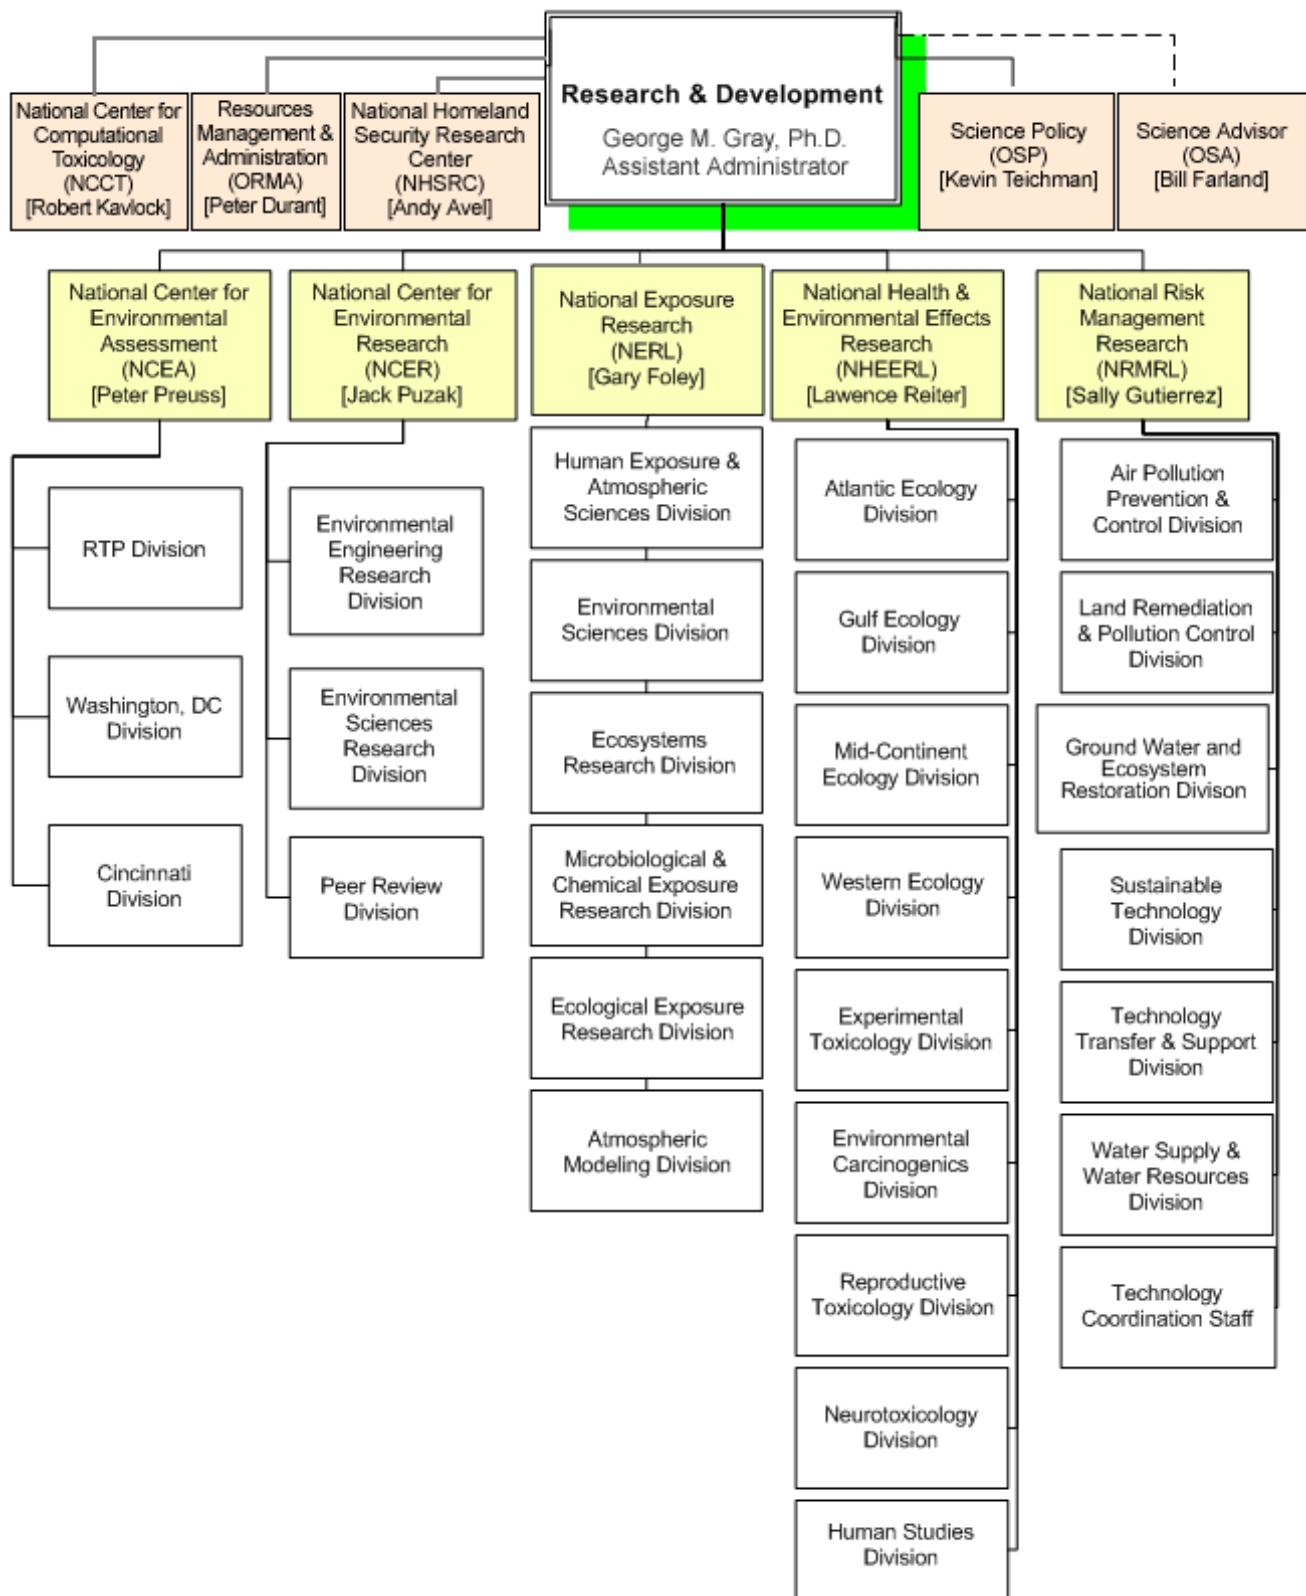 Research & Development
George M. Gray, Ph.D.
Assistant Administrator
National Center for
Computational
Toxicology
(NCCT)
[Robert Kavlock]
Resources
Management &
Administration
(ORMA)
[Peter Durant]
National Homeland
Security Research
Center
(NHSRC)
[Andy Avel]
Science Policy
(OSP)
[Kevin Teichman]
Science Advisor
(OSA)
[Bill Farland]
National Center for
Environmental
Assessment
(NCEA)
[Peter Preuss]
RTP Division
Washington, DC
Division
Cincinnati
Division
National Center for
Environmental
Research
(NCER)
[Jack Puzak]
Environmental
Engineering
Research
Division
Environmental
Sciences
Research
Division
Peer Review
Division
National Exposure
Research
(NERL)
[Gary Foley]
Human Exposure &
Atmospheric
Sciences Division
Environmental
Sciences Division
Ecosystems
Research Division
Microbiological &
Chemical Exposure
Research Division
Ecological Exposure
Research Division
Atmospheric
Modeling Division
National Health &
Environmental Effects
Research
(NHEERL)
[Lawence Reiter]
Atlantic Ecology
Division
Gulf Ecology
Division
Mid-Continent
Ecology Division
Western Ecology
Division
Experimental
Toxicology Division
Environmental
Carcinogenics
Division
Reproductive
Toxicology Division
Neurotoxicology
Division
Human Studies
Division
National Risk
Management
Research
(NRMRL)
[Sally Gutierrez]
Air Pollution
Prevention &
Control Division
Land Remediation
& Pollution Control
Division
Ground Water and
Ecosystem
Restoration Divison
Sustainable
Technology
Division
Technology
Transfer & Support
Division
Water Supply &
Water Resources
Division
Technology
Coordination Staff